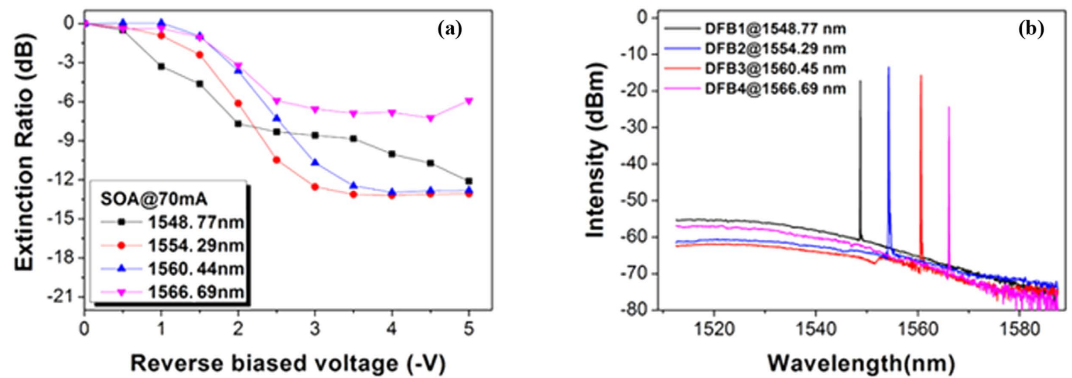 (a)
Extinction Ratio (dB)
0
-3
-6
-9
-12
-15
-18
-21
SOA@70mA
1548.77nm
1554.29nm
1560.44nm
1566.69nm
0 1 2 3 4 5
Reverse biased voltage (-V)
(b)
Intensity (dBm)
0
-10
-20
-30
-40
-50
-60
-70
-80
DFB1@1548.77 nm
DFB2@1554.29 nm
DFB3@1560.45 nm
DFB4@1566.69 nm
1520 1540 1560 1580
Wavelength(nm)